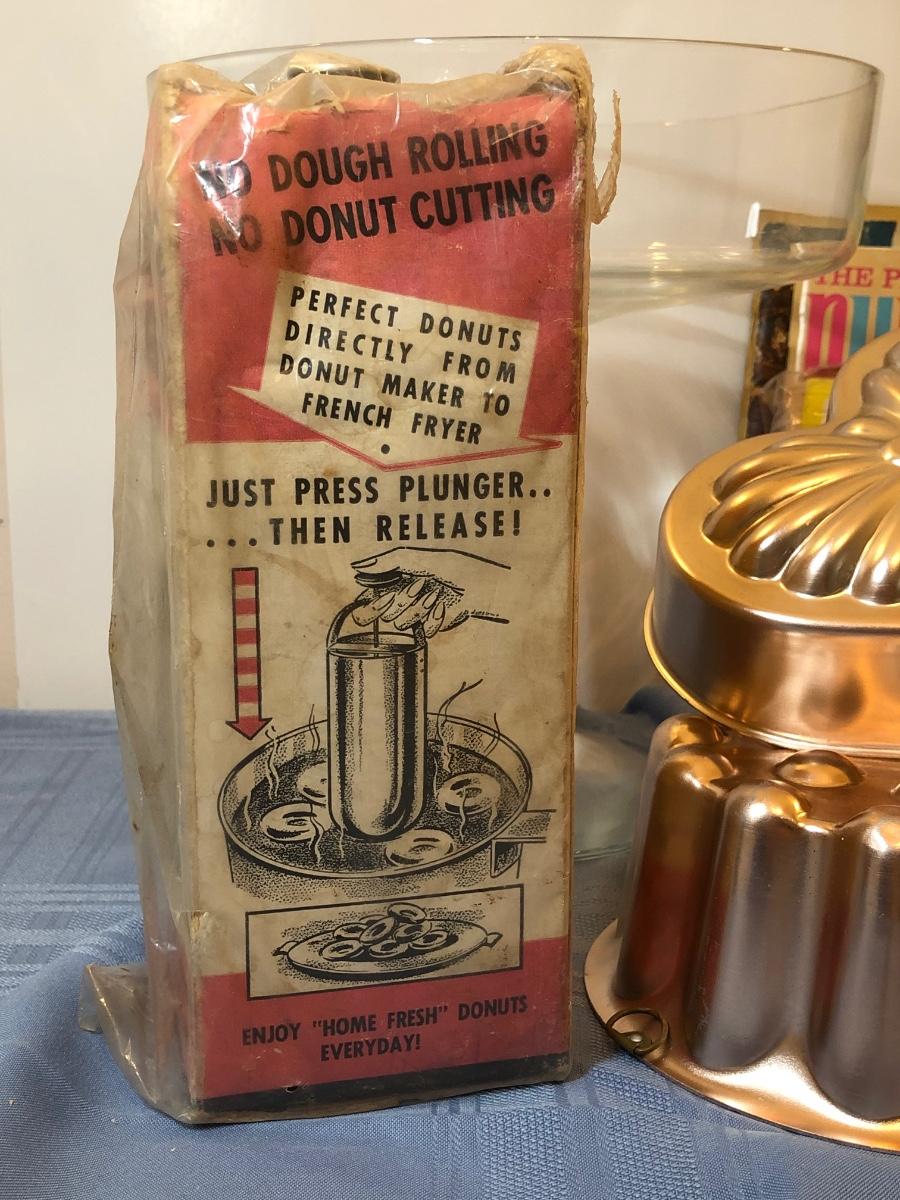 NO DOUGH ROLLING
NO DONUT CUTTING
PERFECT DONUTS
DIRECTLY FROM
DONUT MAKER TO
FRENCH FRYER
•
JUST PRESS PLUNGER..
...THEN RELEASE!
ENJOY "HOME FRESH" DONUTS
EVERYDAY!
THE